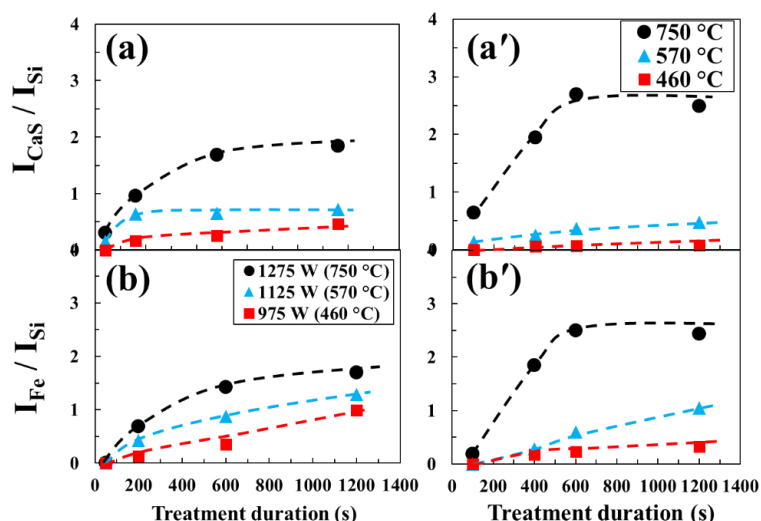 (a)
4
3
2
1
0
I_CaS / I_Si
(a′)
750 °C
570 °C
460 °C
4
3
2
1
0
(b)
1275 W (750 °C)
1125 W (570 °C)
975 W (460 °C)
4
3
2
1
0
I_Fe / I_Si
0 200 400 600 800 1000 1200 1400
Treatment duration (s)
(b′)
4
3
2
1
0
0 200 400 600 800 1000 1200 1400
Treatment duration (s)